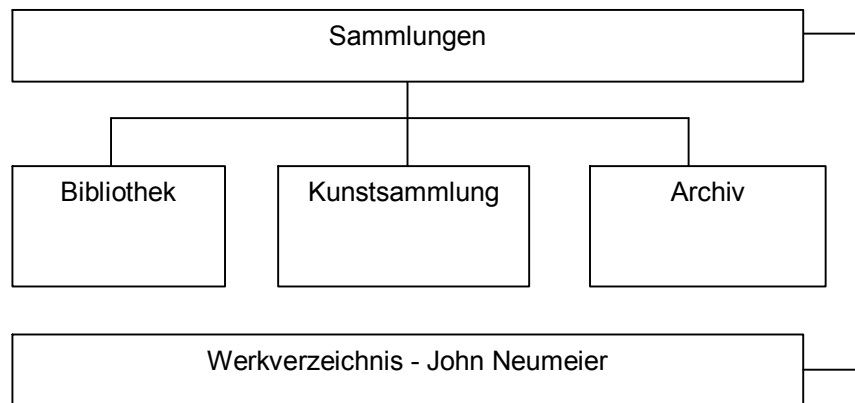 Sammlungen
Bibliothek
Kunstsammlung
Archiv
Werkverzeichnis - John Neumeier